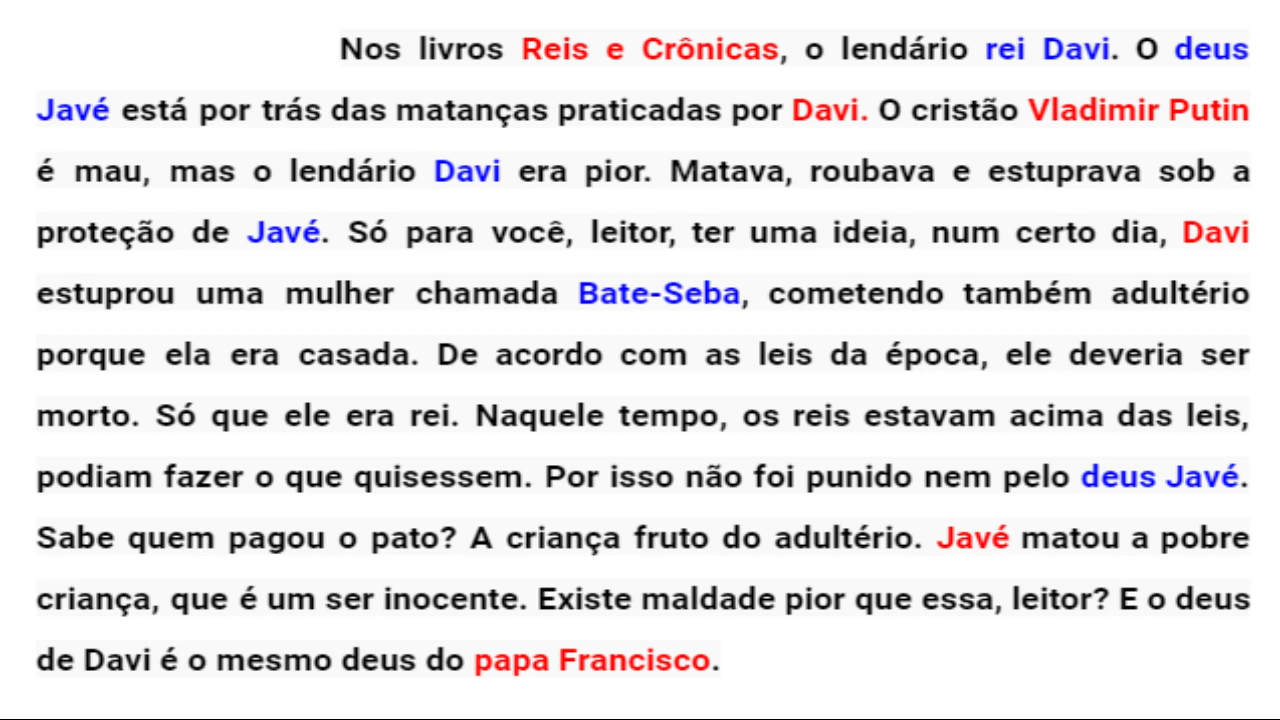 Nos livros Reis e Crônicas, o lendário rei Davi. O deus
Javé está por trás das matanças praticadas por Davi. O cristão Vladimir Putin
é mau, mas o lendário Davi era pior. Matava, roubava e estuprava sob a
proteção de Javé. Só para você, leitor, ter uma ideia, num certo dia, Davi
estuprou uma mulher chamada Bate-Seba, cometendo também adultério
porque ela era casada. De acordo com as leis da época, ele deveria ser
morto. Só que ele era rei. Naquele tempo, os reis estavam acima das leis,
podiam fazer o que quisessem. Por isso não foi punido nem pelo deus Javé.
Sabe quem pagou o pato? A criança fruto do adultério. Javé matou a pobre
criança, que é um ser inocente. Existe maldade pior que essa, leitor? E o deus
de Davi é o mesmo deus do papa Francisco.